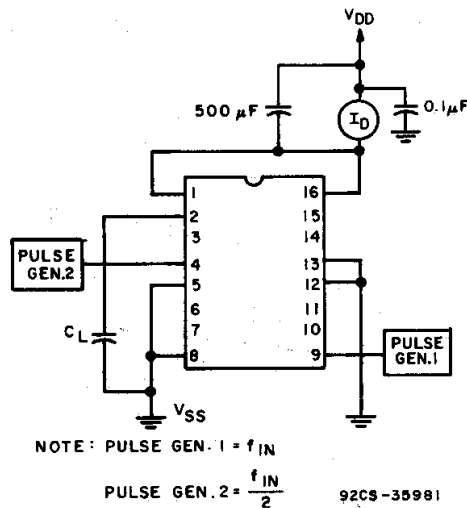 VDD
500 µF
ID
0.1µF
1 16
2 15
3 14
4 13
5 12
6 11
7 10
8 9
PULSE
GEN.2
CL
PULSE
GEN.1
VSS
NOTE: PULSE GEN. 1 = fIN
PULSE GEN. 2 = fIN/2
92CS-35981